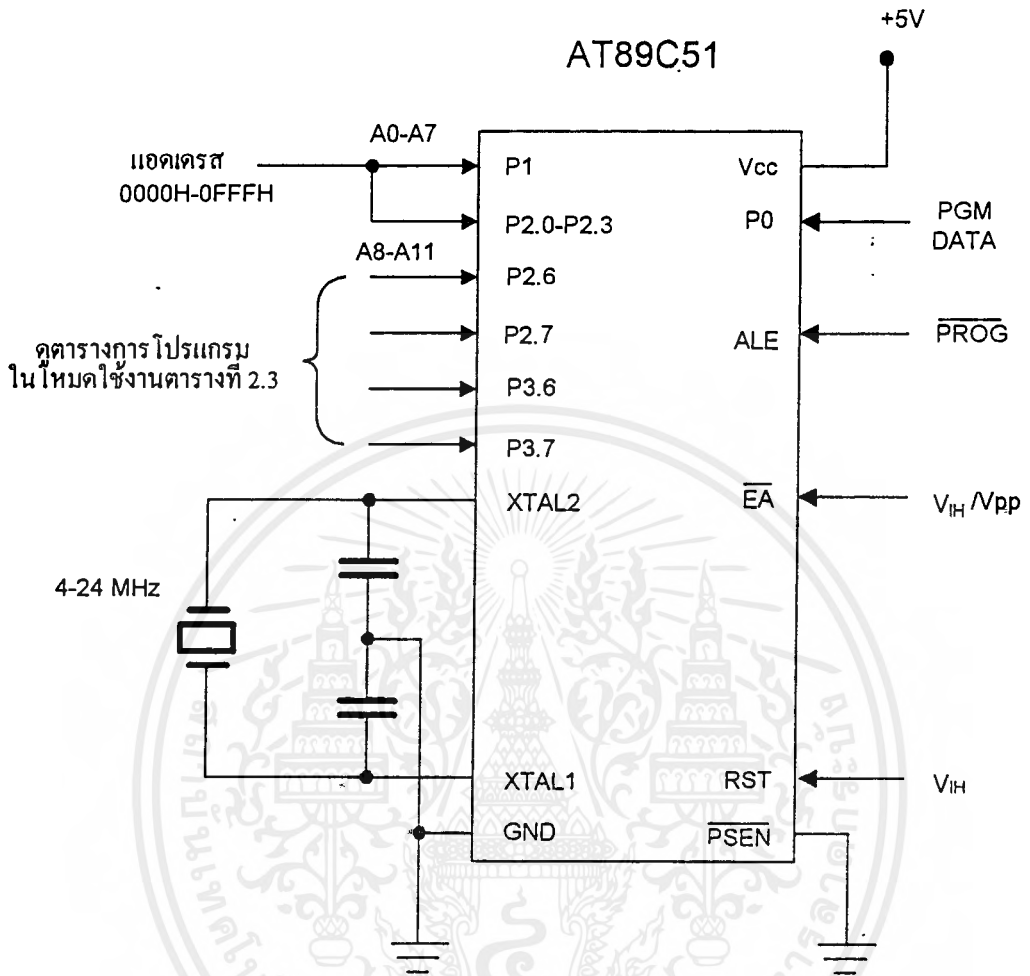 +5V
AT89C51
A0-A7
แอดเดรส
0000H-0FFFH
P1
Vcc
P2.0-P2.3
P0
PGM
DATA
A8-A11
P2.6
P2.7
ALE
PROG
ดูตารางการโปรแกรม
ในโหมดใช้งานตารางที่ 2.3
P3.6
P3.7
XTAL2
EA
VIH /Vpp
4-24 MHz
XTAL1
RST
VIH
GND
PSEN